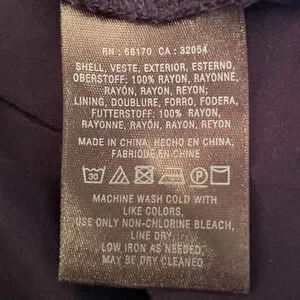 RN : 66170 CA : 32054
SHELL, VESTE, EXTERIOR, ESTERNO,
OBERSTOFF: 100% RAYON, RAYONNE,
RAYÓN, RAYON, REYON;
LINING, DOUBLURE, FORRO, FODERA,
FUTTERSTOFF: 100% RAYON,
RAYONNE, RAYÓN, RAYON, REYON
MADE IN CHINA, HECHO EN CHINA,
FABRIQUÉ EN CHINE
30 P
MACHINE WASH COLD WITH
LIKE COLORS,
USE ONLY NON-CHLORINE BLEACH,
LINE DRY,
LOW IRON AS NEEDED,
MAY BE DRY CLEANED